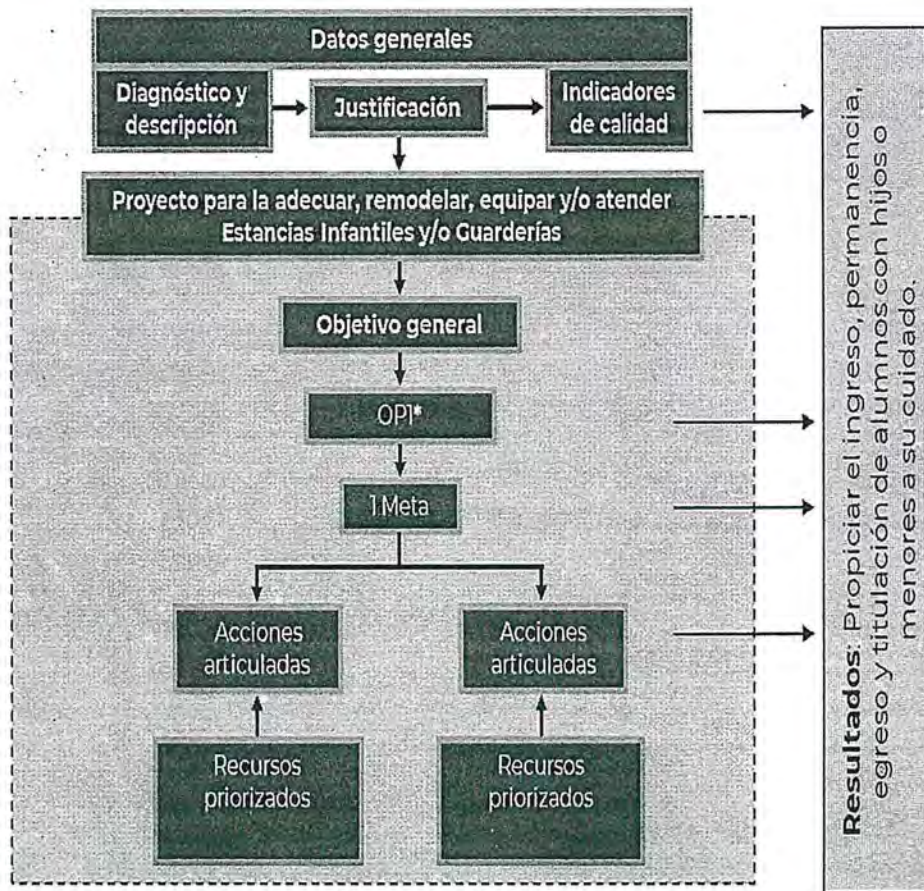 Datos generales
Diagnóstico y
descripción
Justificación
Indicadores
de calidad
Proyecto para la adecuar, remodelar, equipar y/o atender
Estancias Infantiles y/o Guarderías
Objetivo general
OP1*
1 Meta
Acciones
articuladas
Acciones
articuladas
Recursos
priorizados
Recursos
priorizados
Resultados: Propiciar el ingreso, permanencia,
egreso y titulación de alumnos con hijos o
menores a su cuidado.